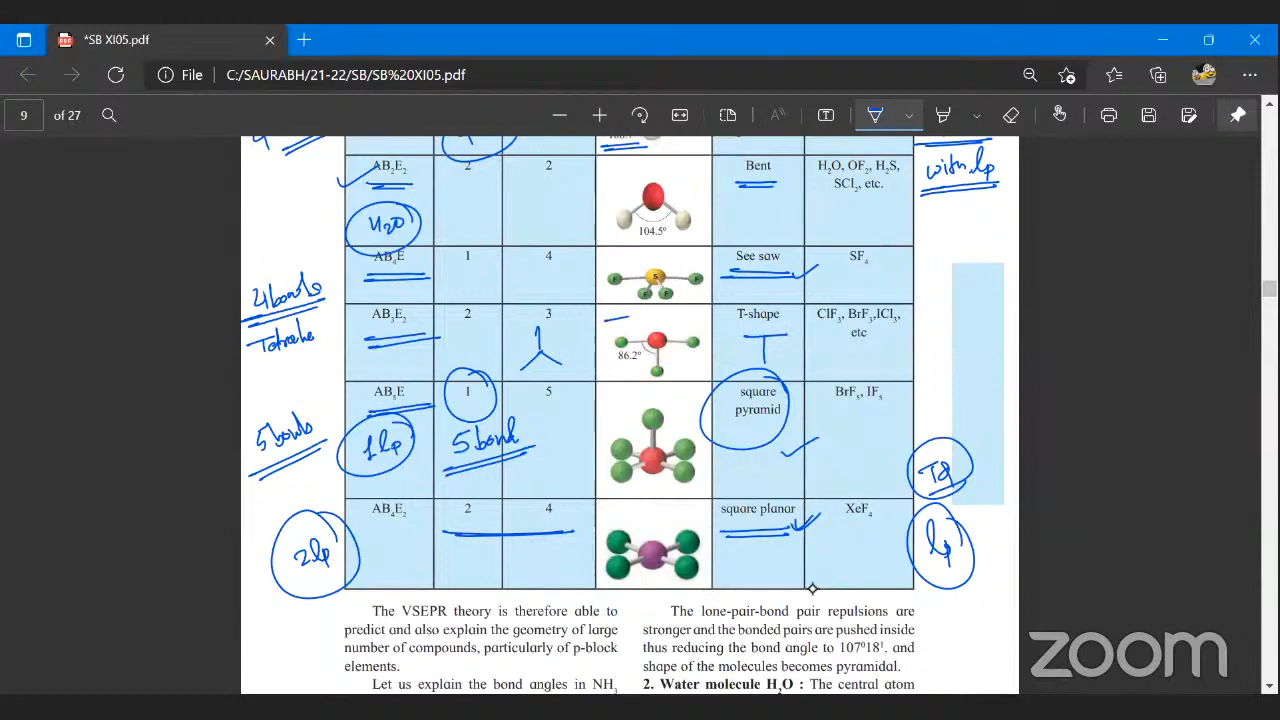 *SB XI05.pdf
File C:/SAURABH/21-22/SB/SB%20XI05.pdf
9 of 27
AB₂E₂ 2 2 Bent H₂O, OF₂, H₂S,
SCl₂, etc.
with lp
H₂O
104.5º
AB₄E 1 4 See saw SF₄
F S F
F F
4 bonds
AB₃E₂ 2 3 T-shape ClF₃, BrF₃, ICl₃,
etc
T
86.2º
AB₅E 1 5 square
pyramid BrF₅, IF₅
5 bonds 1 lp 5 bond
AB₄E₂ 2 4 square planar XeF₄
2 lp
lp
The VSEPR theory is therefore able to
predict and also explain the geometry of large
number of compounds, particularly of p-block
elements.
Let us explain the bond angles in NH₃
The lone-pair-bond pair repulsions are
stronger and the bonded pairs are pushed inside
thus reducing the bond angle to 107⁰18¹. and
shape of the molecules becomes pyramidal.
2. Water molecule H₂O : The central atom
zoom